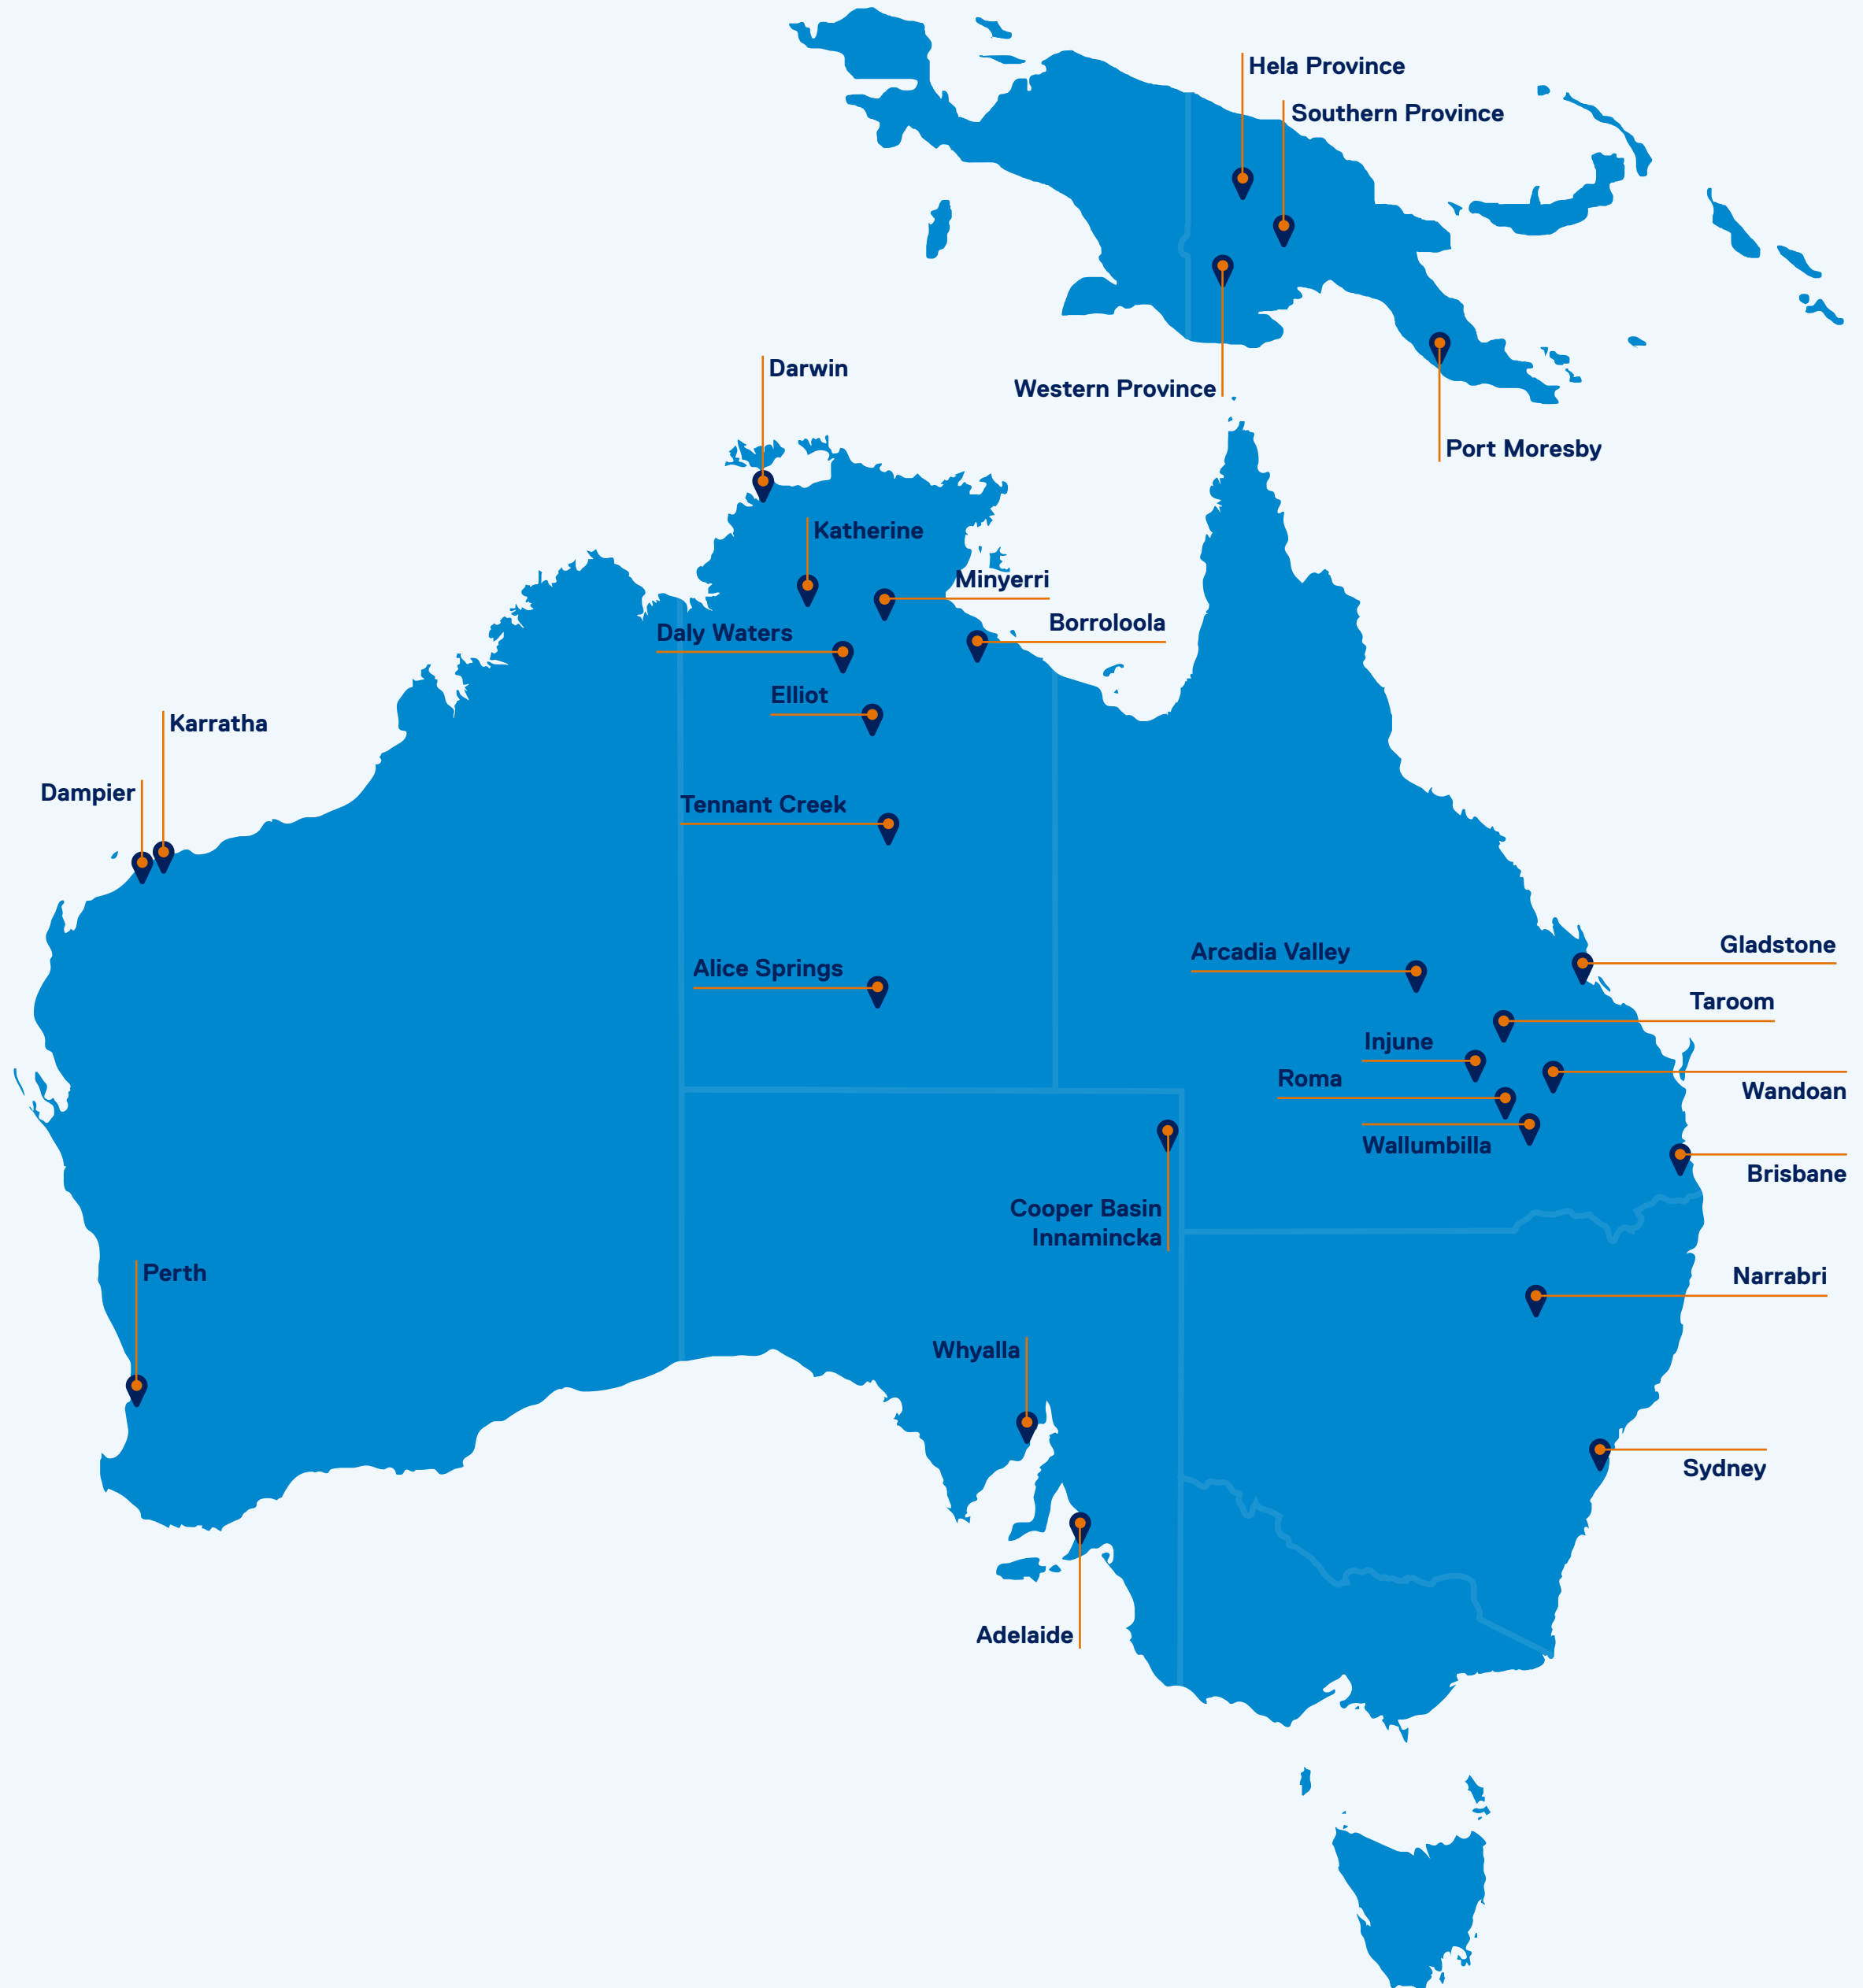 Hela Province
Southern Province
Darwin
Western Province
Port Moresby
Katherine
Minyerri
Borroloola
Daly Waters
Elliot
Karratha
Dampier
Tennant Creek
Gladstone
Arcadia Valley
Alice Springs
Taroom
Injune
Roma
Wandoan
Wallumbilla
Brisbane
Cooper Basin
Innamincka
Perth
Narrabri
Whyalla
Sydney
Adelaide